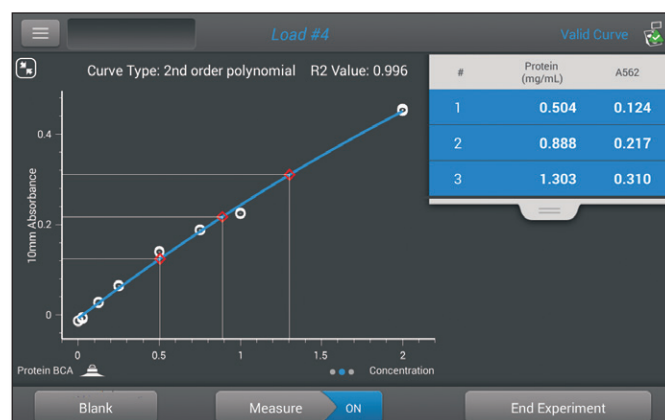 Load #4
Valid Curve
Curve Type: 2nd order polynomial R2 Value: 0.996
# Protein (mg/mL) A562
1 0.504 0.124
2 0.888 0.217
3 1.303 0.310
10mm Absorbance
0.4
0.2
0
0 0.5 1 1.5 2
Protein BCA
Concentration
Blank
Measure ON
End Experiment